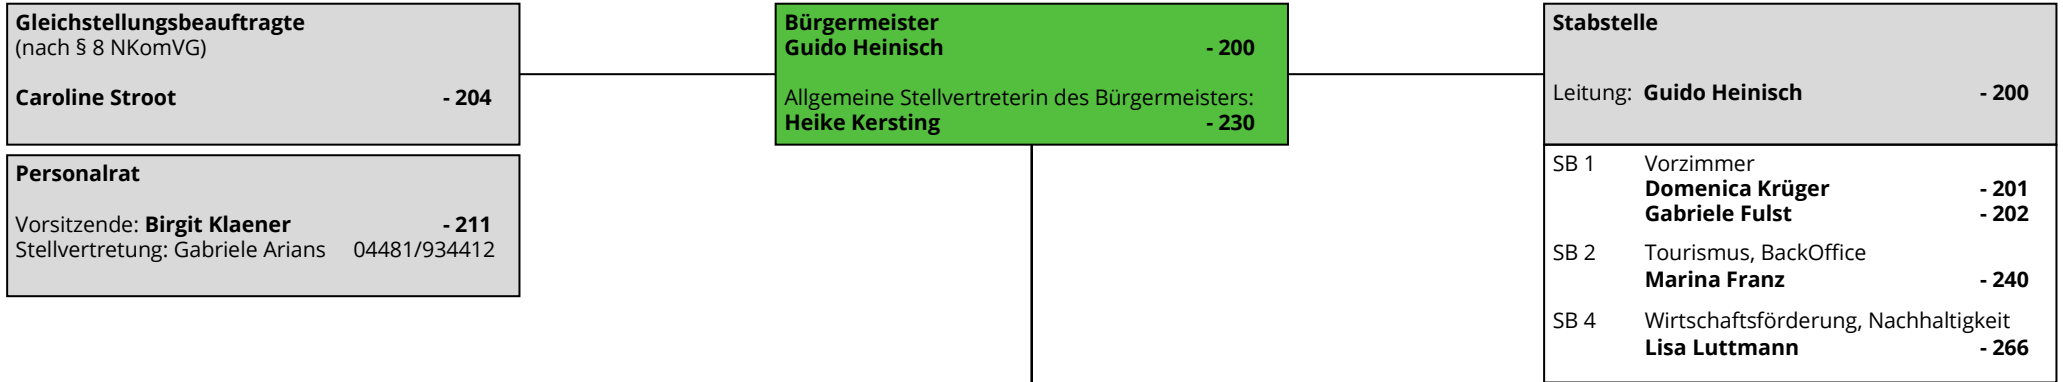 Gleichstellungsbeauftragte
(nach § 8 NKomVG)
Caroline Stroot - 204
Personalrat
Vorsitzende: Birgit Klaener - 211
Stellvertretung: Gabriele Arians 04481/934412
Bürgermeister
Guido Heinisch - 200
Allgemeine Stellvertreterin des Bürgermeisters:
Heike Kersting - 230
Stabstelle
Leitung: Guido Heinisch - 200
SB 1 Vorzimmer
Domenica Krüger - 201
Gabriele Fulst - 202
SB 2 Tourismus, BackOffice
Marina Franz - 240
SB 4 Wirtschaftsförderung, Nachhaltigkeit
Lisa Luttmann - 266